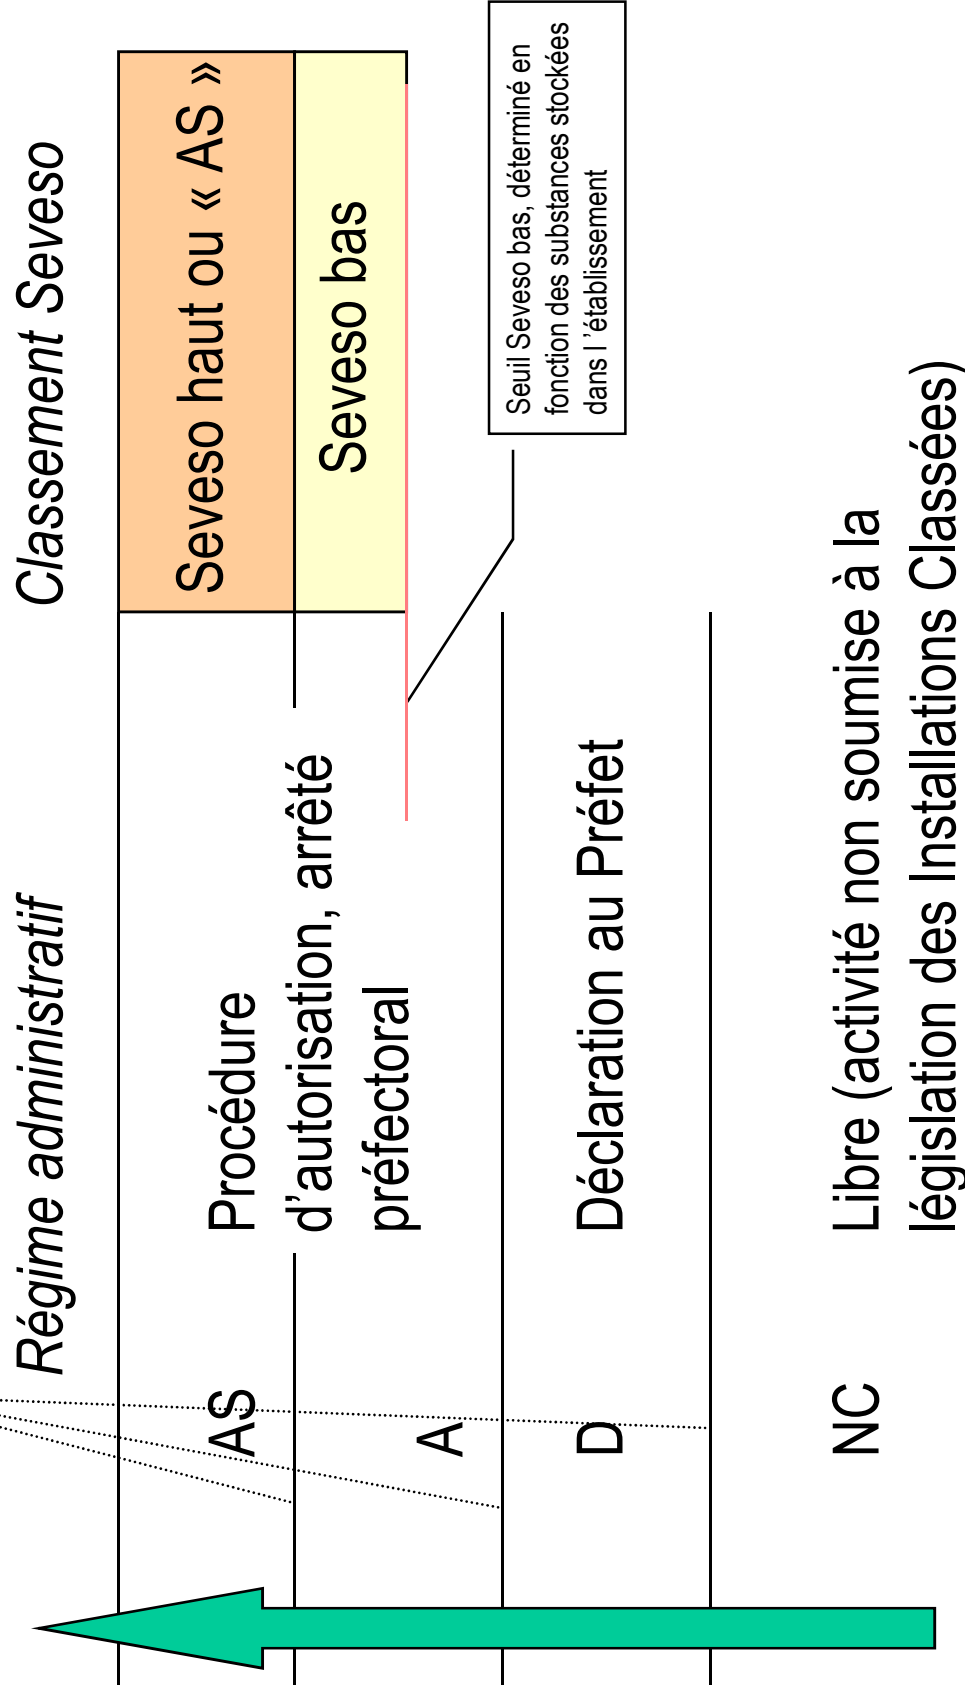 Régime administratif
Classement Seveso
AS
Procédure
d’autorisation, arrêté
préfectoral
Seveso haut ou « AS »
Seveso bas
A
Seuil Seveso bas, déterminé en
fonction des substances stockées
dans l ’établissement
D
Déclaration au Préfet
NC
Libre (activité non soumise à la
législation des Installations Classées)